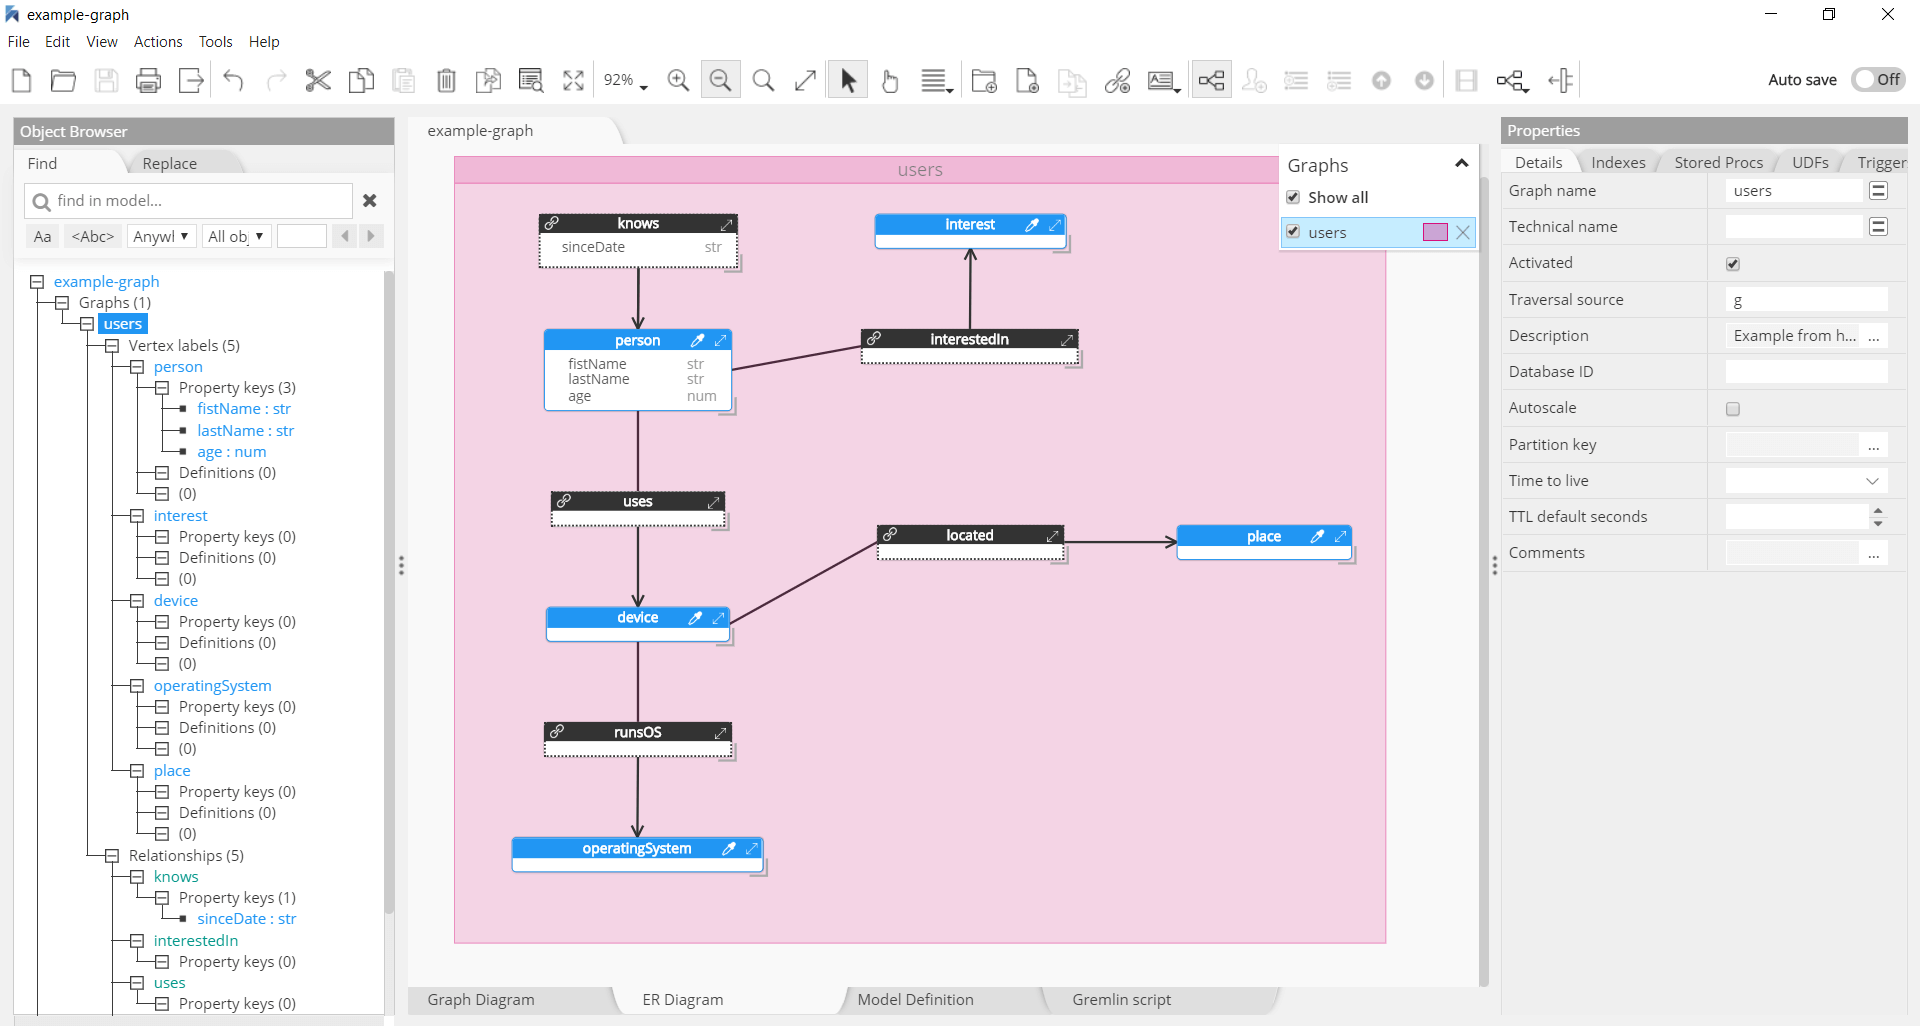 example-graph
File Edit View Actions Tools Help
92%
Auto save Off
Object Browser
Find Replace
find in model...
Aa <Abc> Anywl All obj
example-graph
Graphs (1)
users
Vertex labels (5)
person
Property keys (3)
fistName : str
lastName : str
age : num
Definitions (0)
(0)
interest
Property keys (0)
Definitions (0)
(0)
device
Property keys (0)
Definitions (0)
(0)
operatingSystem
Property keys (0)
Definitions (0)
(0)
place
Property keys (0)
Definitions (0)
(0)
Relationships (5)
knows
Property keys (1)
sinceDate : str
interestedIn
Property keys (0)
uses
Property keys (0)
example-graph
users
knows
sinceDate str
interest
person
fistName str
lastName str
age num
interestedIn
uses
located
place
device
runsOS
operatingSystem
Graphs
Show all
users
Graph Diagram ER Diagram Model Definition Gremlin script
Properties
Details Indexes Stored Procs UDFs Trigger
Graph name users
Technical name
Activated
Traversal source g
Description Example from h... ...
Database ID
Autoscale
Partition key ...
Time to live
TTL default seconds
Comments ...